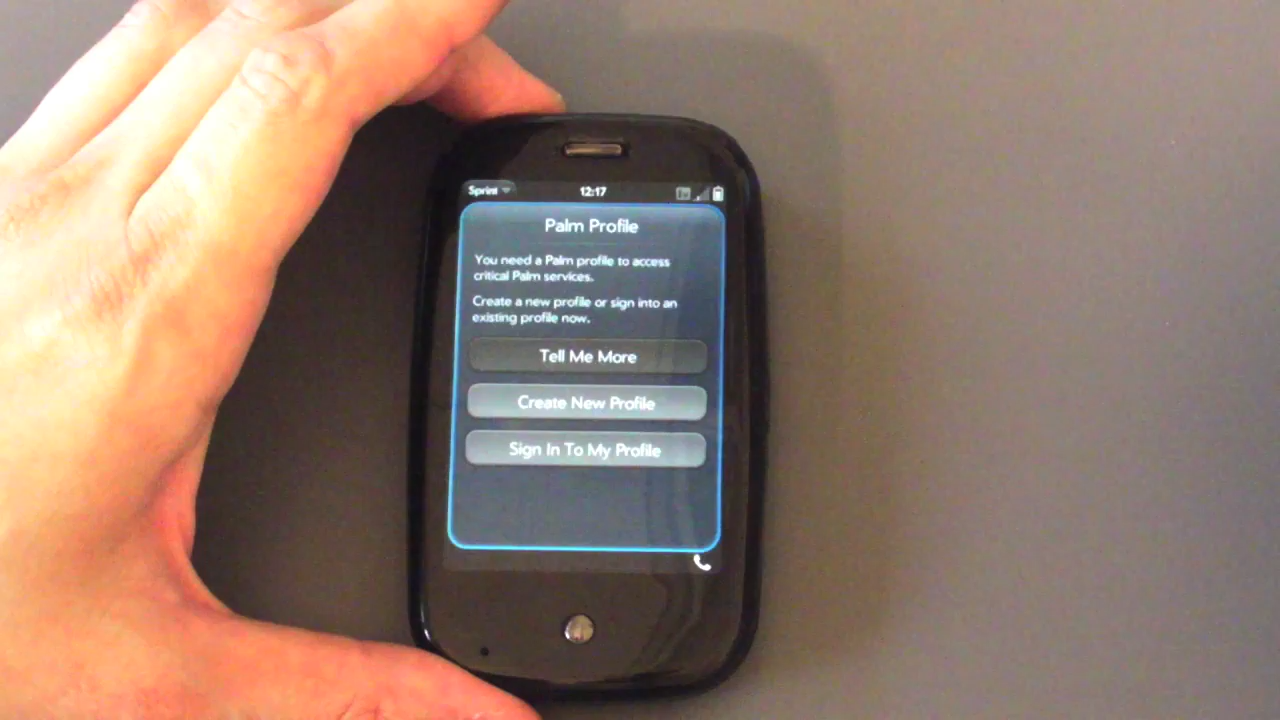 Sprint
12:17
Palm Profile
You need a Palm profile to access
critical Palm services.
Create a new profile or sign into an
existing profile now.
Tell Me More
Create New Profile
Sign In To My Profile